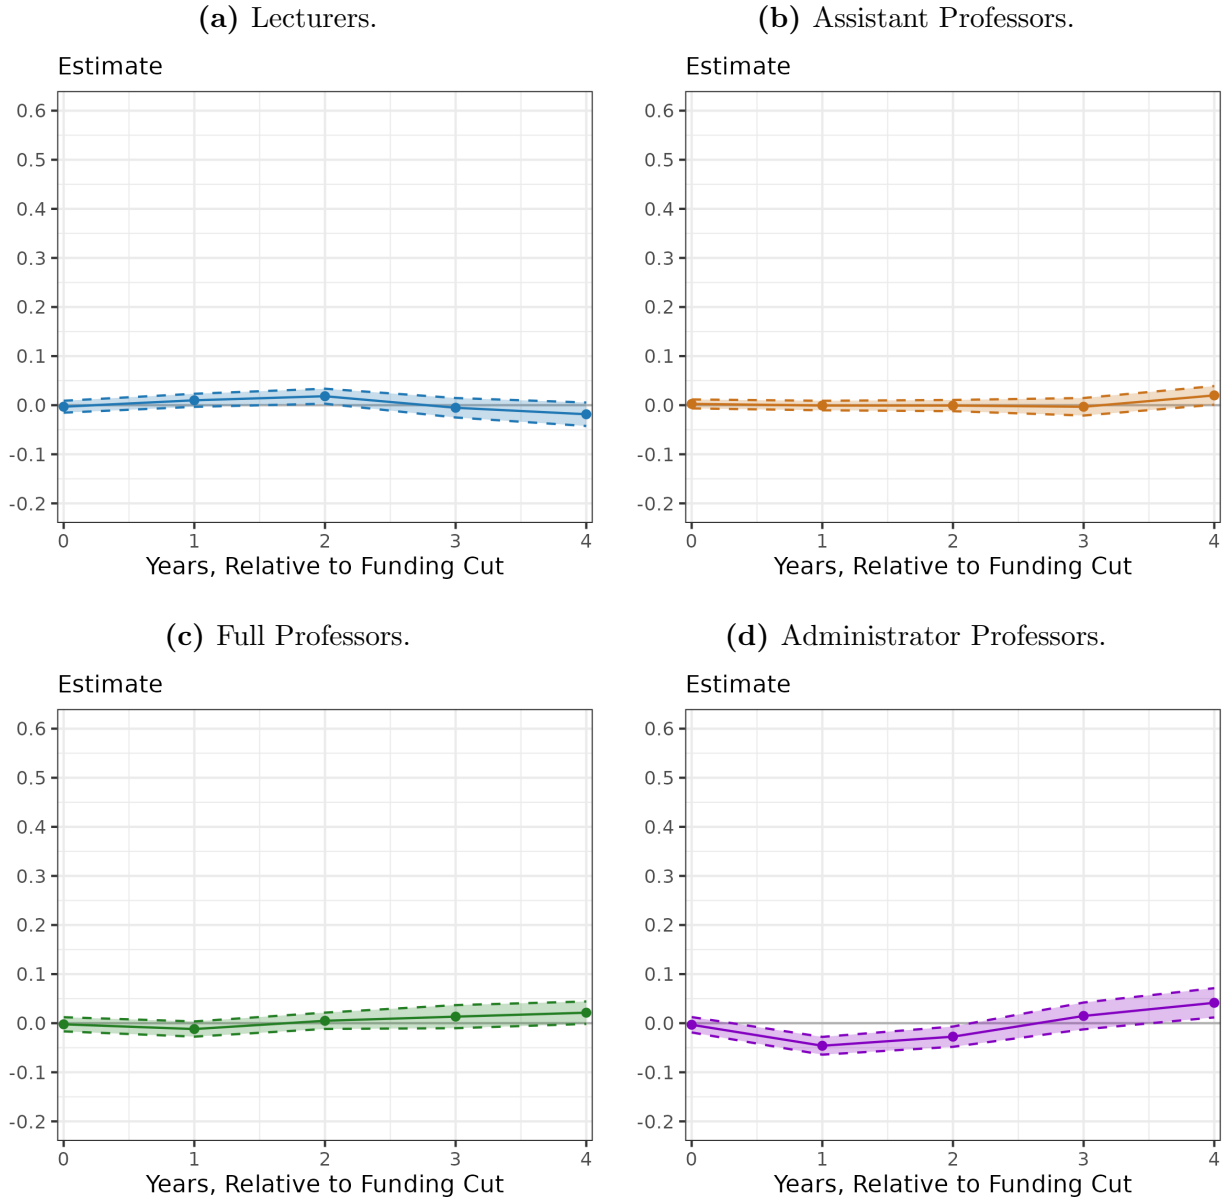 (a) Lecturers.
Estimate
0.6
0.5
0.4
0.3
0.2
0.1
0.0
-0.1
-0.2
0 1 2 3 4
Years, Relative to Funding Cut
(b) Assistant Professors.
Estimate
0.6
0.5
0.4
0.3
0.2
0.1
0.0
-0.1
-0.2
0 1 2 3 4
Years, Relative to Funding Cut
(c) Full Professors.
Estimate
0.6
0.5
0.4
0.3
0.2
0.1
0.0
-0.1
-0.2
0 1 2 3 4
Years, Relative to Funding Cut
(d) Administrator Professors.
Estimate
0.6
0.5
0.4
0.3
0.2
0.1
0.0
-0.1
-0.2
0 1 2 3 4
Years, Relative to Funding Cut